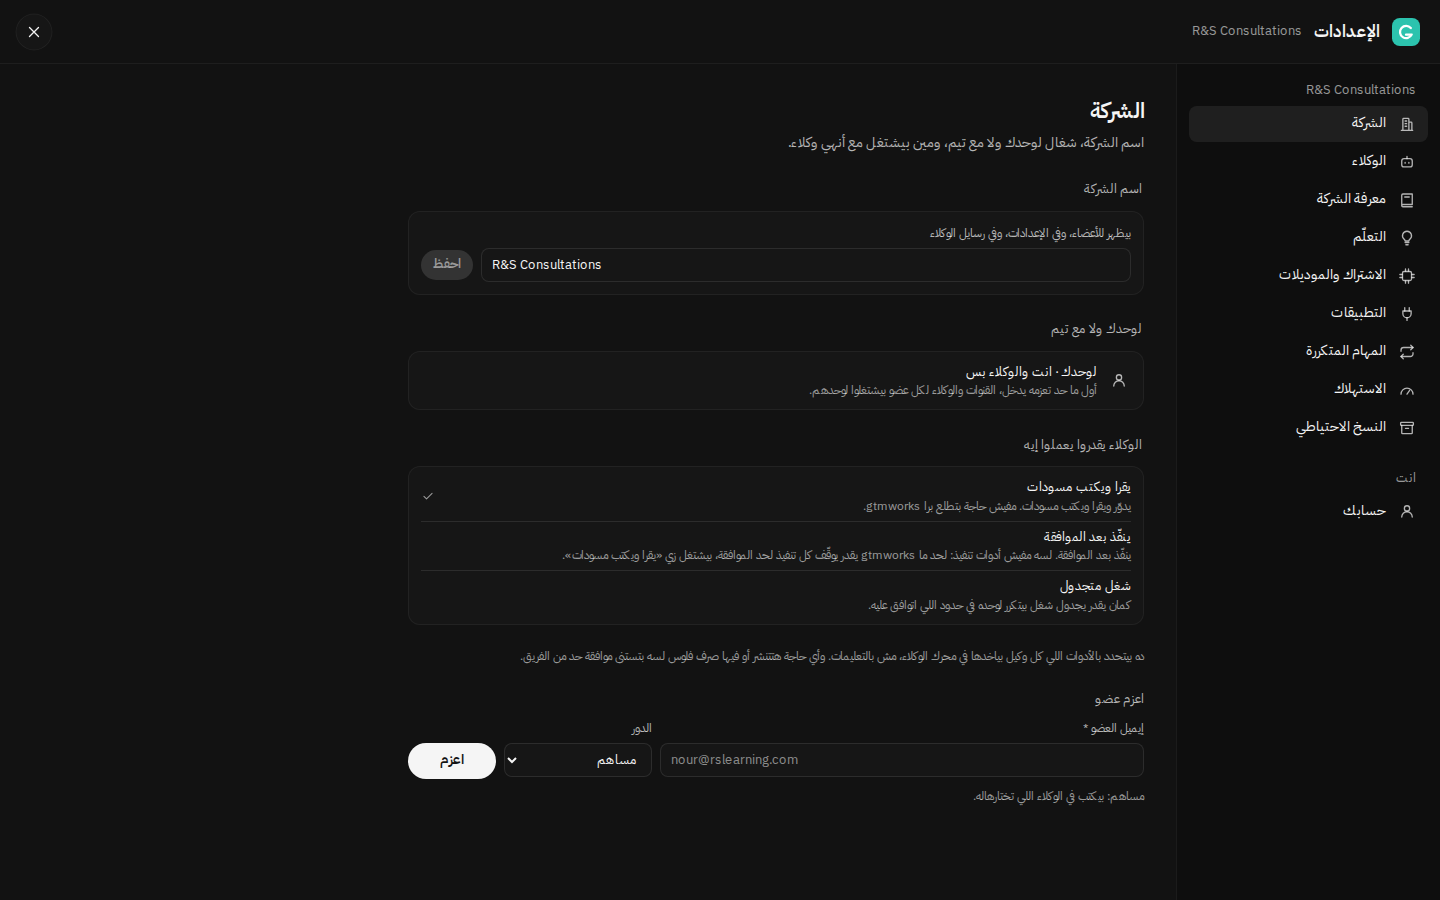 الإعدادات R&S Consultations
R&S Consultations
الشركة
الوكلاء
معرفة الشركة
التعلّم
الاشتراك والموديلات
التطبيقات
المهام المتكررة
الاستهلاك
النسخ الاحتياطي
انت
حسابك
الشركة
اسم الشركة، شغال لوحدك ولا مع تيم، ومين بيشتغل مع أنهي وكلاء.
اسم الشركة
بيظهر للأعضاء، وفي الإعدادات، وفي رسايل الوكلاء
R&S Consultations احفظ
لوحدك ولا مع تيم
لوحدك · انت والوكلاء بس
أول ما حد تعزمه يدخل، القنوات والوكلاء لكل عضو بيشتغلوا لوحدهم.
الوكلاء يقدروا يعملوا إيه
يقرا ويكتب مسودات
يدوّر ويقرا ويكتب مسودات. مفيش حاجة بتطلع برا gtmworks.
ينفّذ بعد الموافقة
ينفّذ بعد الموافقة. لسه مفيش أدوات تنفيذ: لحد ما gtmworks يقدر يوقّف كل تنفيذ لحد الموافقة، بيشتغل زي «يقرا ويكتب مسودات».
شغل متجدول
كمان يقدر يجدول شغل بيتكرر لوحده في حدود اللي اتوافق عليه.
ده بيتحدد بالأدوات اللي كل وكيل بياخدها في محرك الوكلاء، مش بالتعليمات. وأي حاجة هتتنشر أو فيها صرف فلوس لسه بتستنى موافقة حد من الفريق.
اعزم عضو
إيميل العضو * الدور
nour@rslearning.com مساهم اعزم
مساهم: بيكتب في الوكلاء اللي تختارهاله.